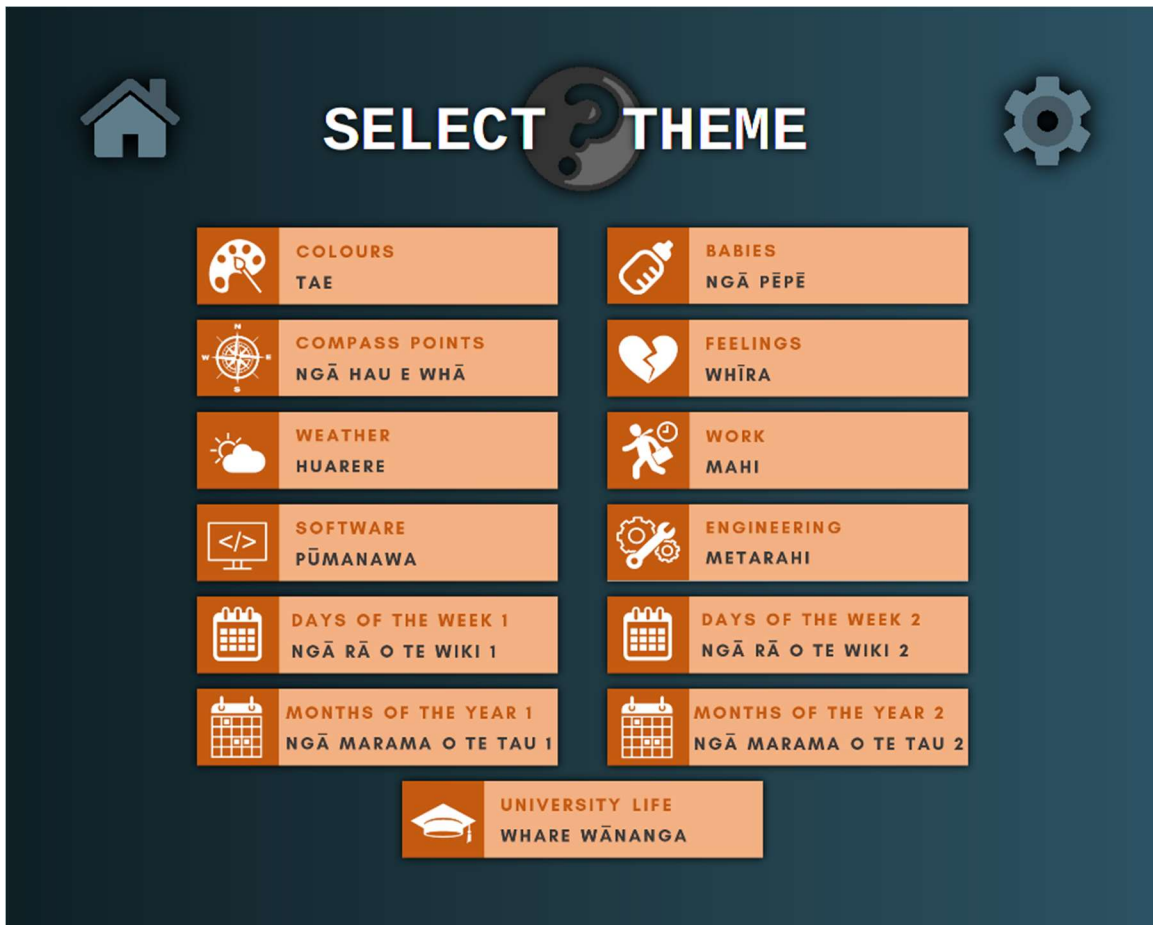 SELECT ? THEME
COLOURS
TAE
BABIES
NGĀ PĒPĒ
N
W E
S
COMPASS POINTS
NGĀ HAU E WHĀ
FEELINGS
WHĪRA
WEATHER
HUARERE
WORK
MAHI
</>
SOFTWARE
PŪMANAWA
ENGINEERING
METARAHI
DAYS OF THE WEEK 1
NGĀ RĀ O TE WIKI 1
DAYS OF THE WEEK 2
NGĀ RĀ O TE WIKI 2
MONTHS OF THE YEAR 1
NGĀ MARAMA O TE TAU 1
MONTHS OF THE YEAR 2
NGĀ MARAMA O TE TAU 2
UNIVERSITY LIFE
WHARE WĀNANGA